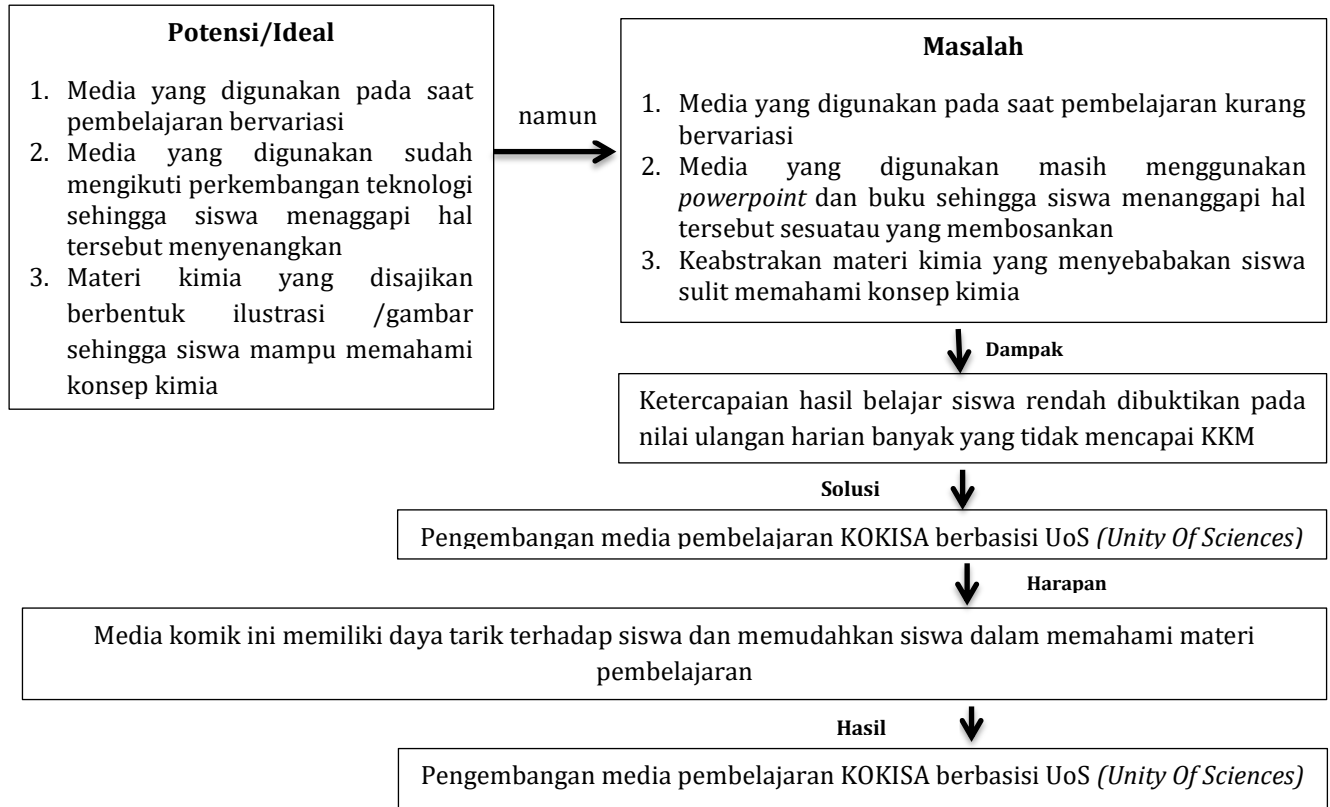 Potensi/Ideal
1. Media yang digunakan pada saat
pembelajaran bervariasi
2. Media yang digunakan sudah
mengikuti perkembangan teknologi
sehingga siswa menaggapi hal
tersebut menyenangkan
3. Materi kimia yang disajikan
berbentuk ilustrasi /gambar
sehingga siswa mampu memahami
konsep kimia
namun
Masalah
1. Media yang digunakan pada saat pembelajaran kurang
bervariasi
2. Media yang digunakan masih menggunakan
powerpoint dan buku sehingga siswa menanggapi hal
tersebut sesuatau yang membosankan
3. Keabstrakan materi kimia yang menyebabakan siswa
sulit memahami konsep kimia
Dampak
Ketercapaian hasil belajar siswa rendah dibuktikan pada
nilai ulangan harian banyak yang tidak mencapai KKM
Solusi
Pengembangan media pembelajaran KOKISA berbasisi UoS (Unity Of Sciences)
Harapan
Media komik ini memiliki daya tarik terhadap siswa dan memudahkan siswa dalam memahami materi
pembelajaran
Hasil
Pengembangan media pembelajaran KOKISA berbasisi UoS (Unity Of Sciences)